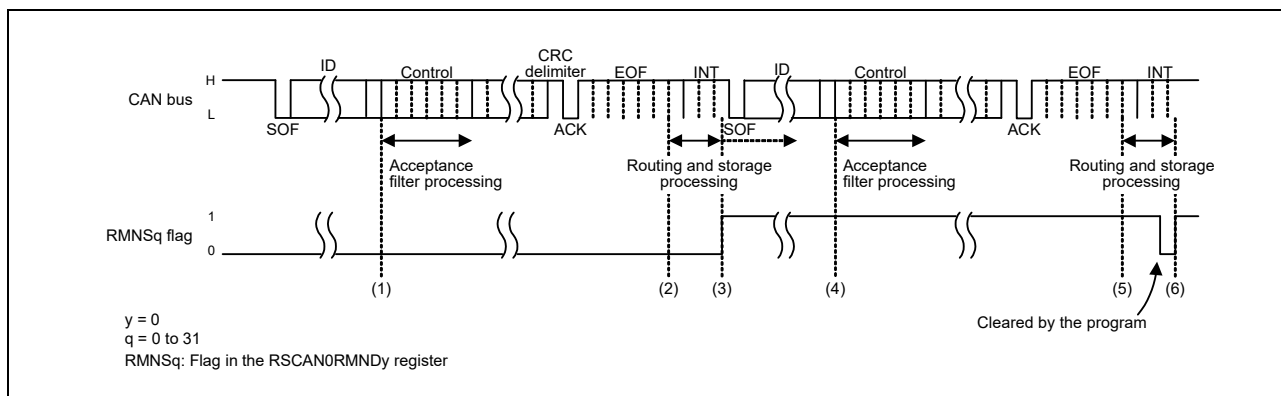 CRC
ID Control delimiter EOF INT ID Control EOF INT
H
CAN bus
L
SOF ACK SOF ACK
Acceptance filter processing
Routing and storage processing
Acceptance filter processing
Routing and storage processing
1
RMNSq flag
0
(1) (2) (3) (4) (5) (6)
Cleared by the program
y = 0
q = 0 to 31
RMNSq: Flag in the RSCAN0RMNDy register